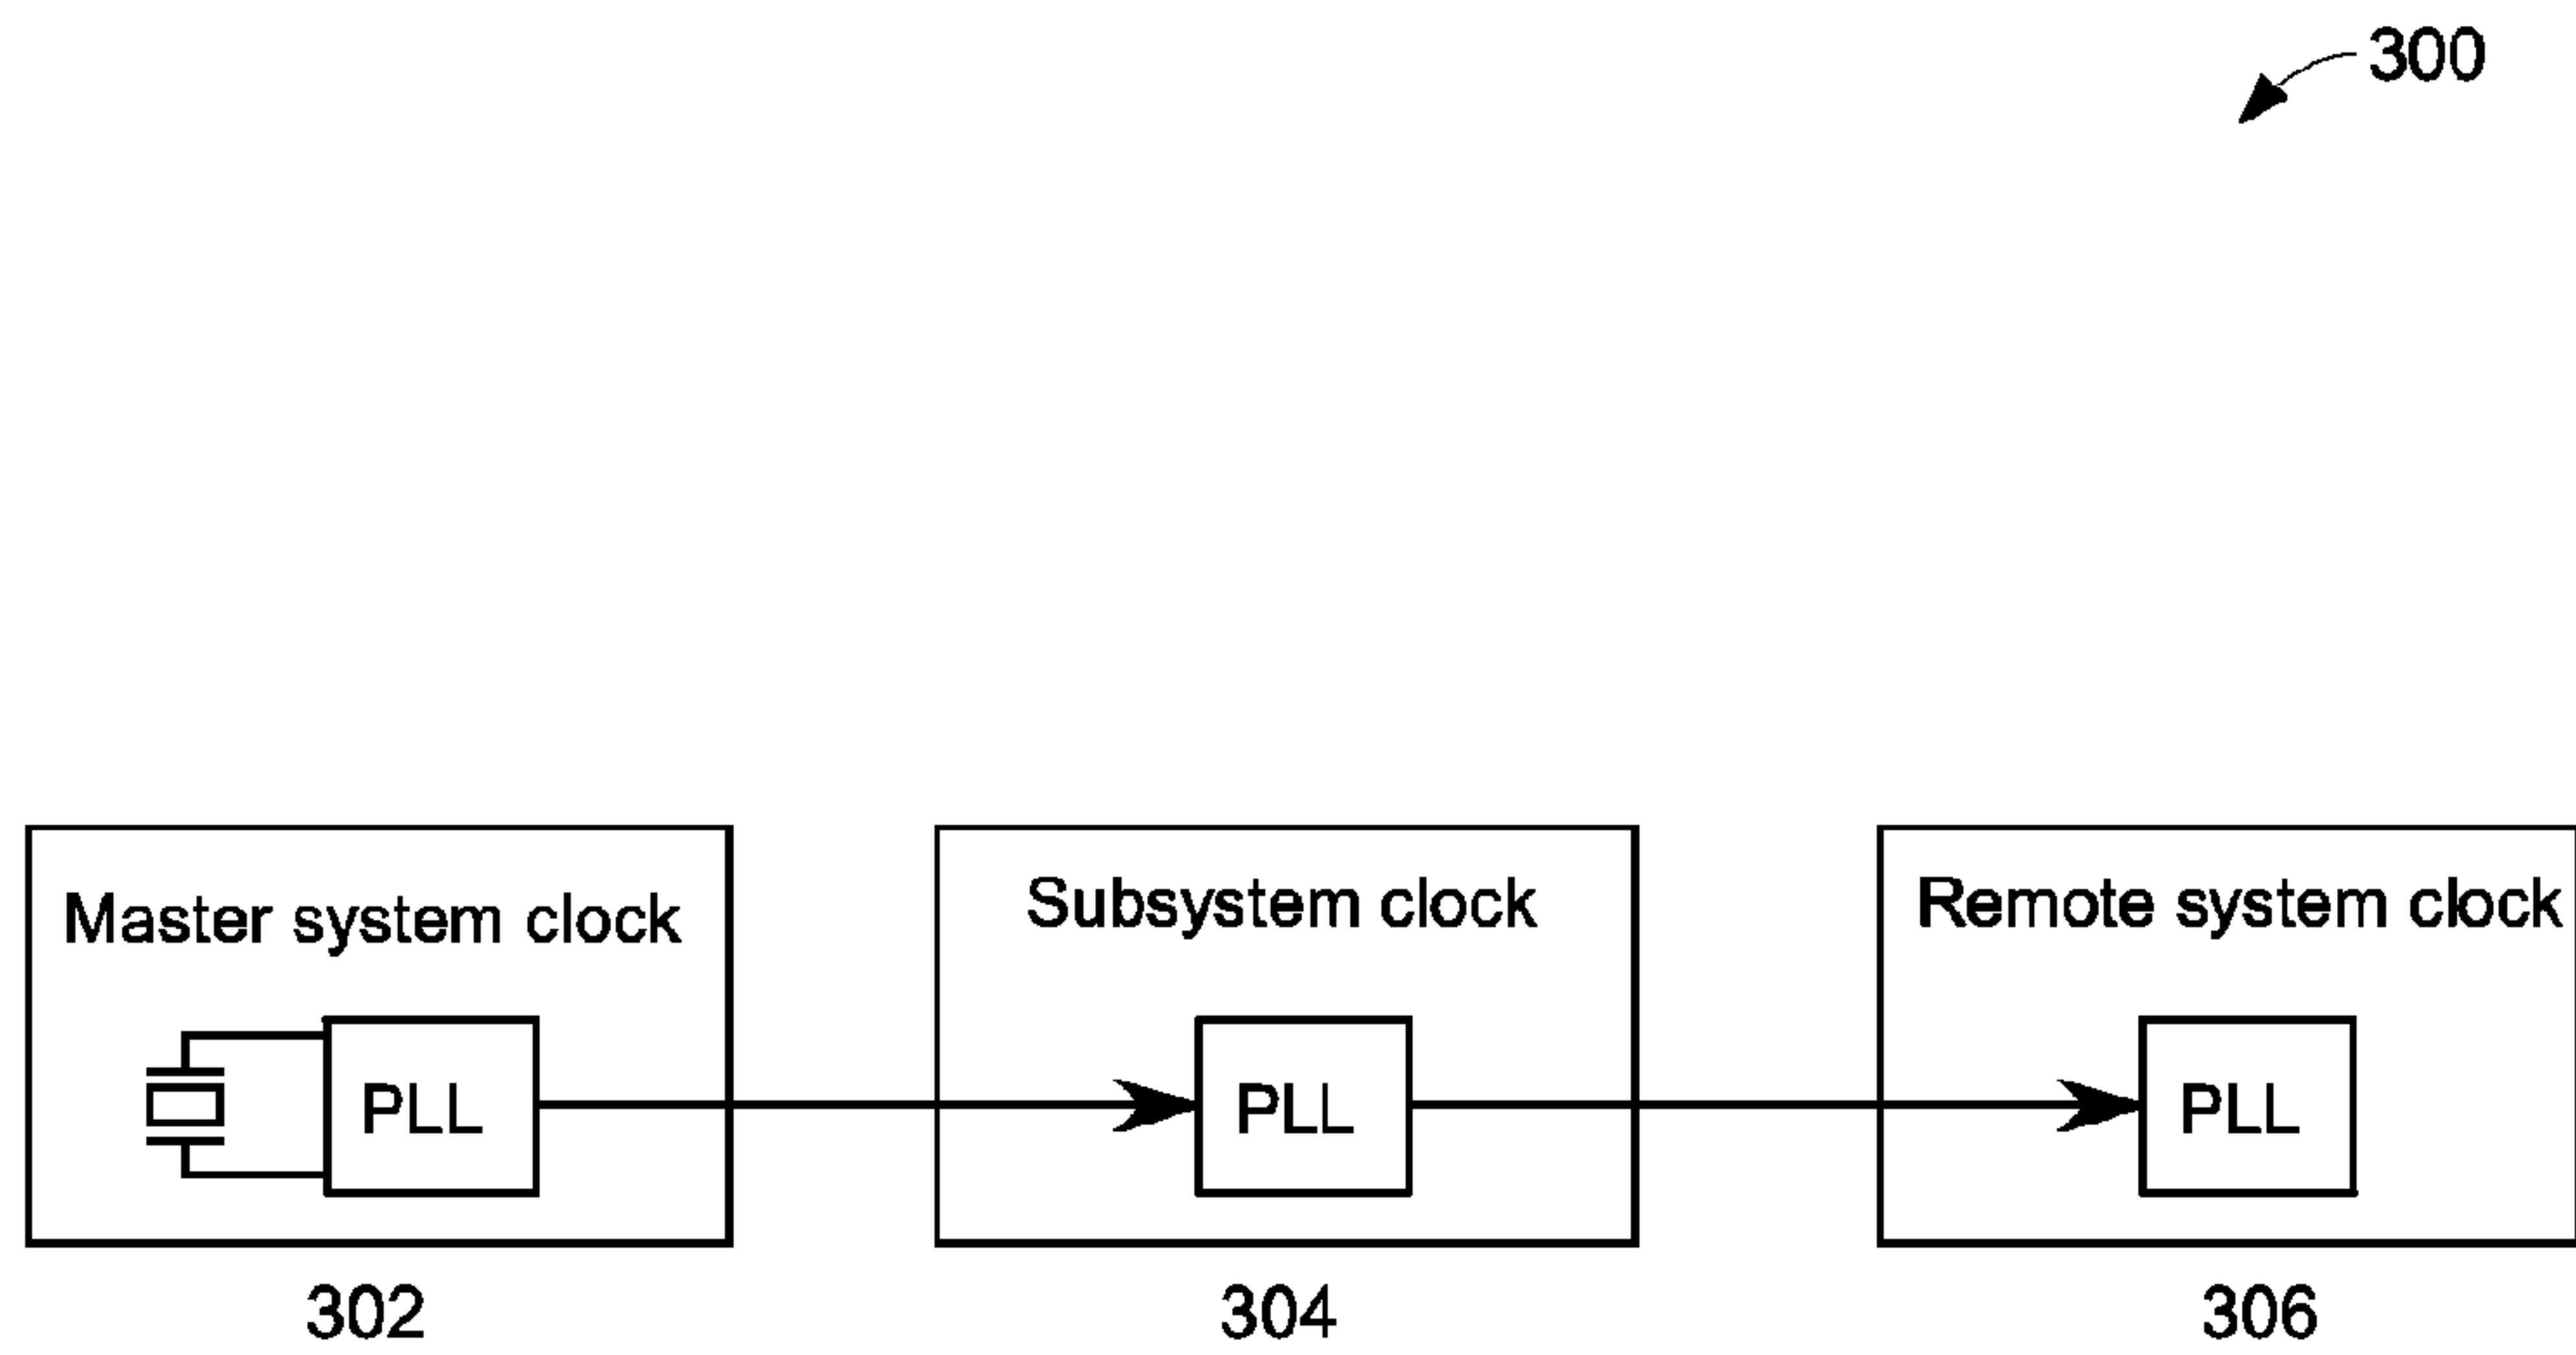 300
Master system clock
Subsystem clock
Remote system clock
PLL
PLL
PLL
302
304
306